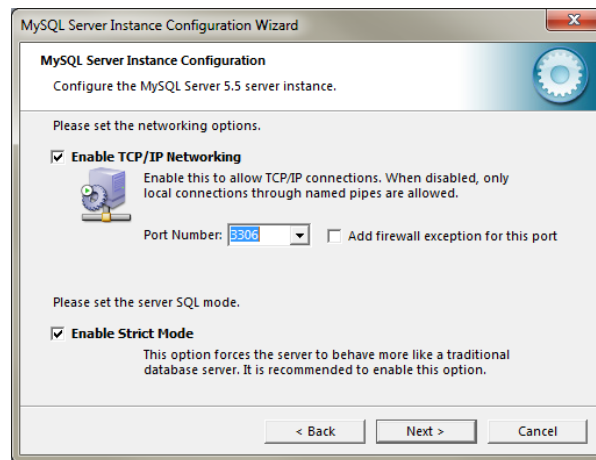 MySQL Server Instance Configuration Wizard
MySQL Server Instance Configuration
Configure the MySQL Server 5.5 server instance.
Please set the networking options.
Enable TCP/IP Networking
Enable this to allow TCP/IP connections. When disabled, only
local connections through named pipes are allowed.
Port Number: 3306 Add firewall exception for this port
Please set the server SQL mode.
Enable Strict Mode
This option forces the server to behave more like a traditional
database server. It is recommended to enable this option.
< Back Next > Cancel